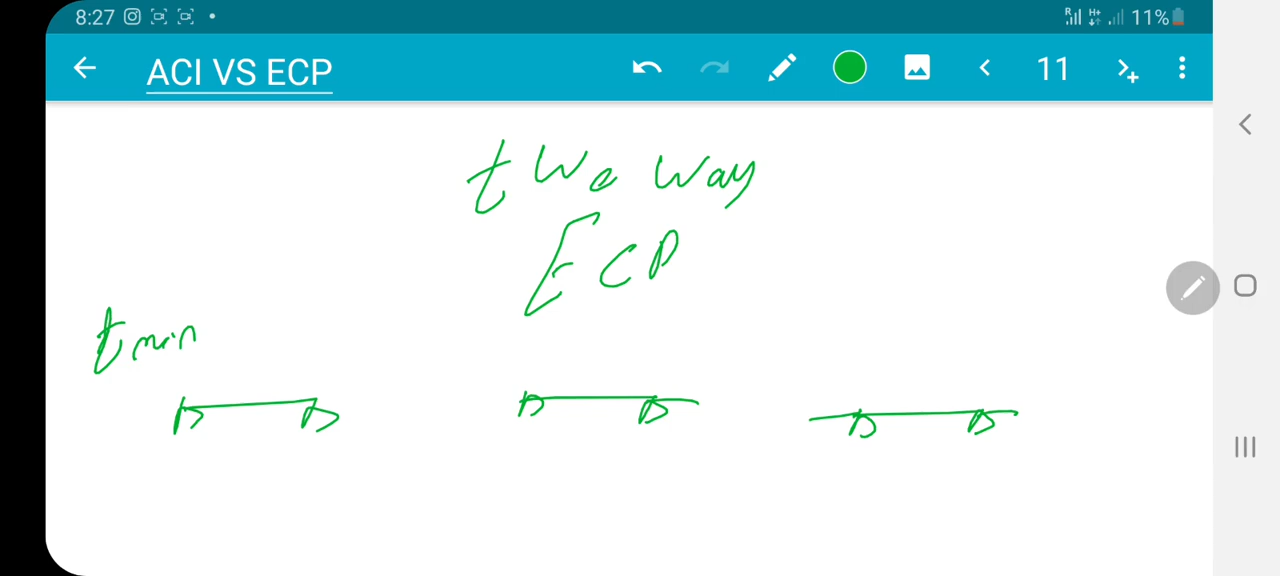 8:27 R H+ 11%
ACI VS ECP 11
two way
ECP
tmin